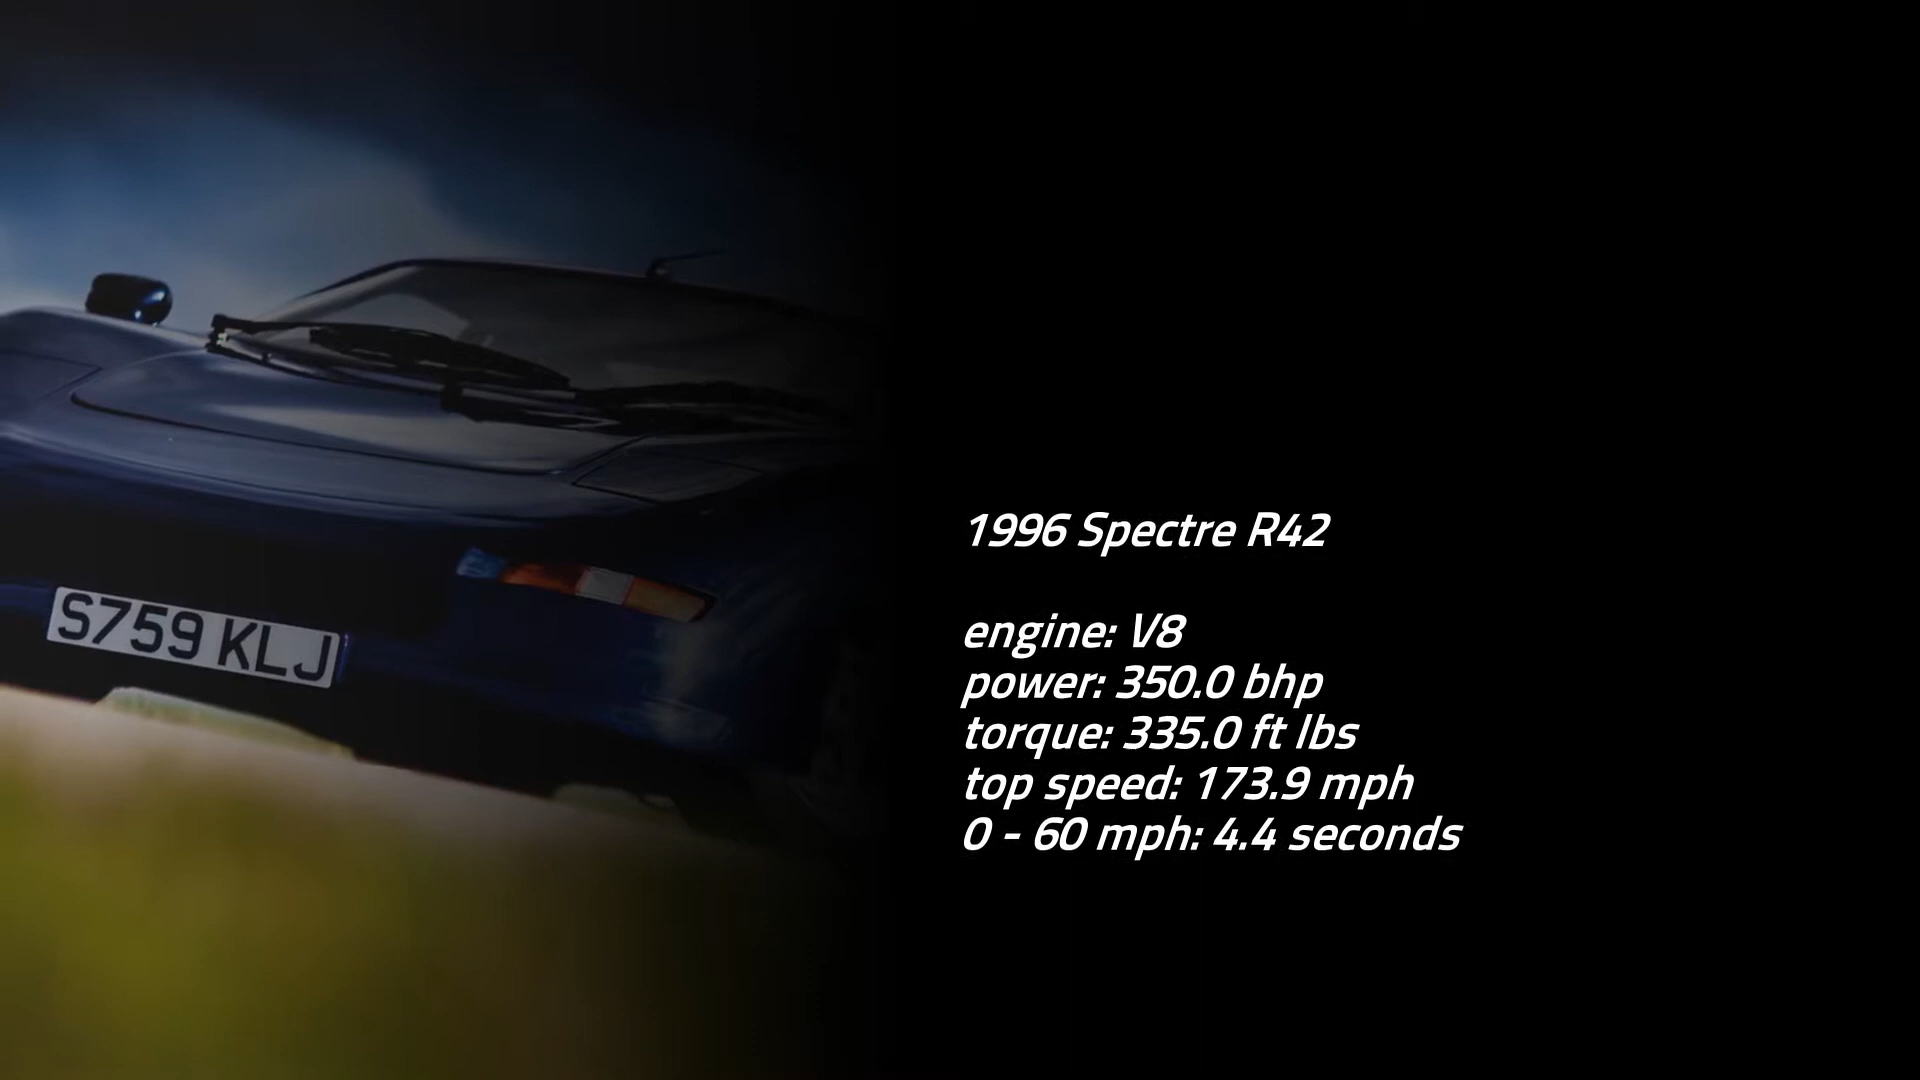 S759 KLJ
1996 Spectre R42
engine: V8
power: 350.0 bhp
torque: 335.0 ft lbs
top speed: 173.9 mph
0 - 60 mph: 4.4 seconds